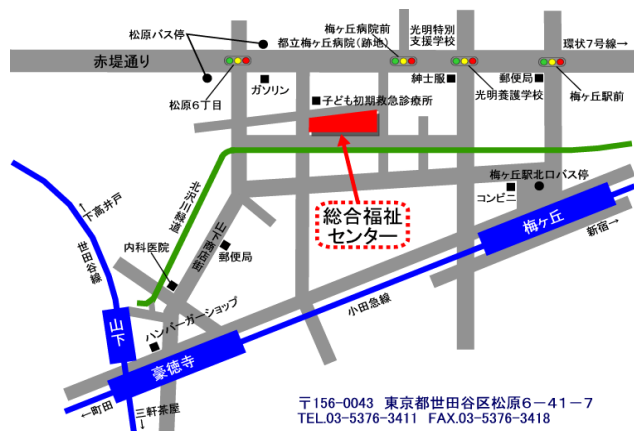 松原バス停
赤堤通り
松原6丁目
ガソリン
梅ヶ丘病院前
都立梅ヶ丘病院(跡地)
光明特別
支援学校
環状7号線→
紳士服
郵便局
光明養護学校
梅ヶ丘駅前
子ども初期救急診療所
北沢川緑道
梅ヶ丘駅北口バス停
コンビニ
総合福祉
センター
梅ヶ丘
新宿→
←下高井戸
世田谷線
内科医院
山下商店街
郵便局
山下
ハンバーガーショップ
小田急線
豪徳寺
←町田
三軒茶屋→
〒156-0043 東京都世田谷区松原6-41-7
TEL.03-5376-3411 FAX.03-5376-3418